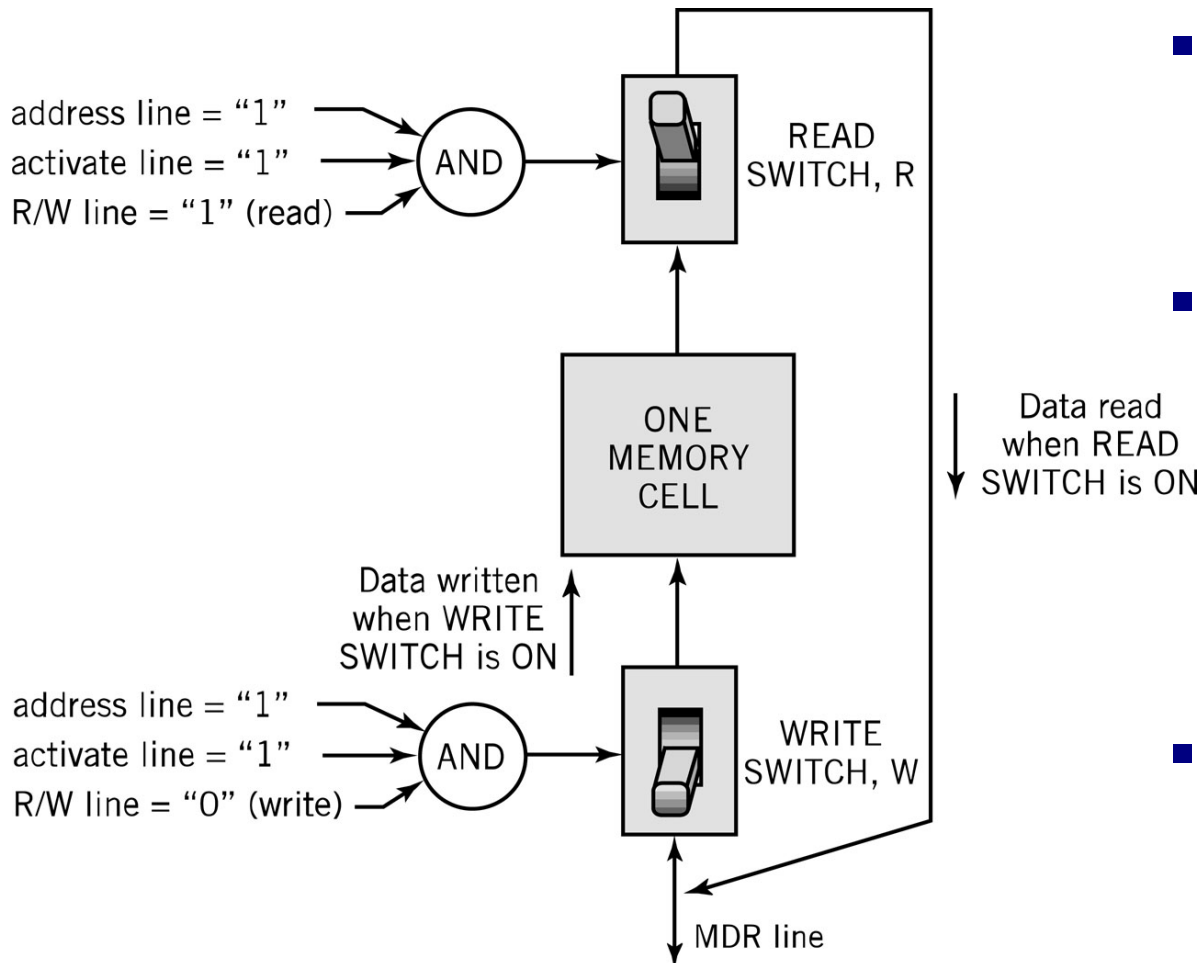 address line = “1”
activate line = “1”
R/W line = “1” (read)
AND
READ
SWITCH, R
ONE
MEMORY
CELL
Data read
when READ
SWITCH is ON
Data written
when WRITE
SWITCH is ON
address line = “1”
activate line = “1”
R/W line = “0” (write)
AND
WRITE
SWITCH, W
MDR line